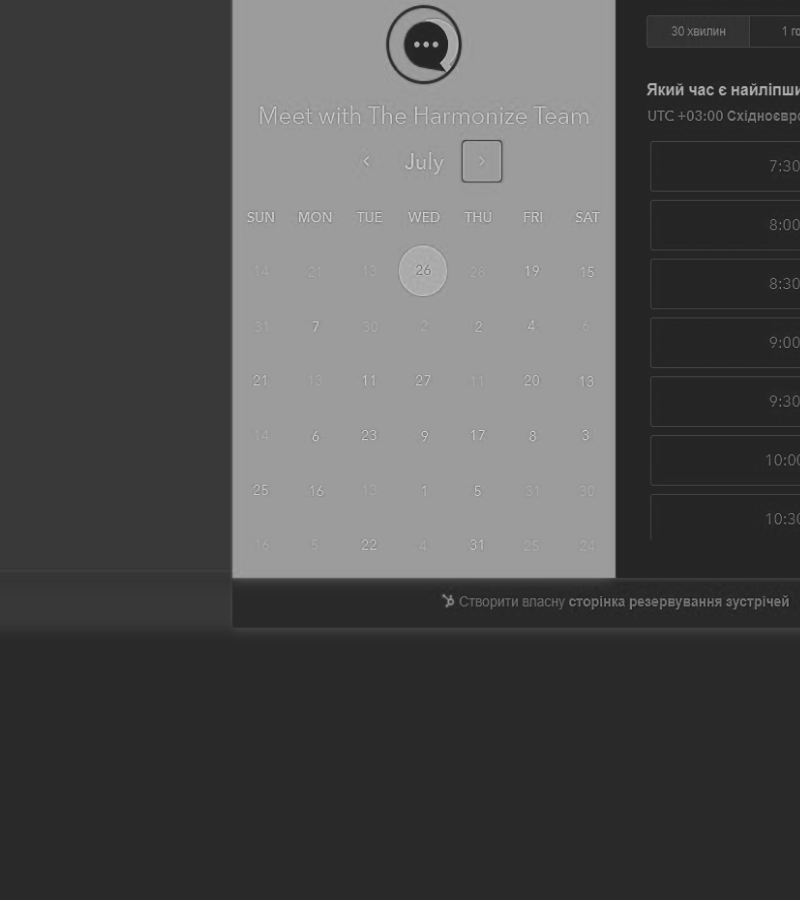 Meet with The Harmonize Team
July
SUN MON TUE WED THU FRI SAT
14 21 13 26 28 19 15
31 7 30 2 2 4 6
21 13 11 27 11 20 13
14 6 23 9 17 8 3
25 16 13 1 5 31 30
16 5 22 4 31 25 24
30 хвилин 1 го
Який час є найліпши
UTC +03:00 Східноєвро
7:30
8:00
8:30
9:00
9:30
10:00
10:30
Створити власну сторінка резервування зустрічей